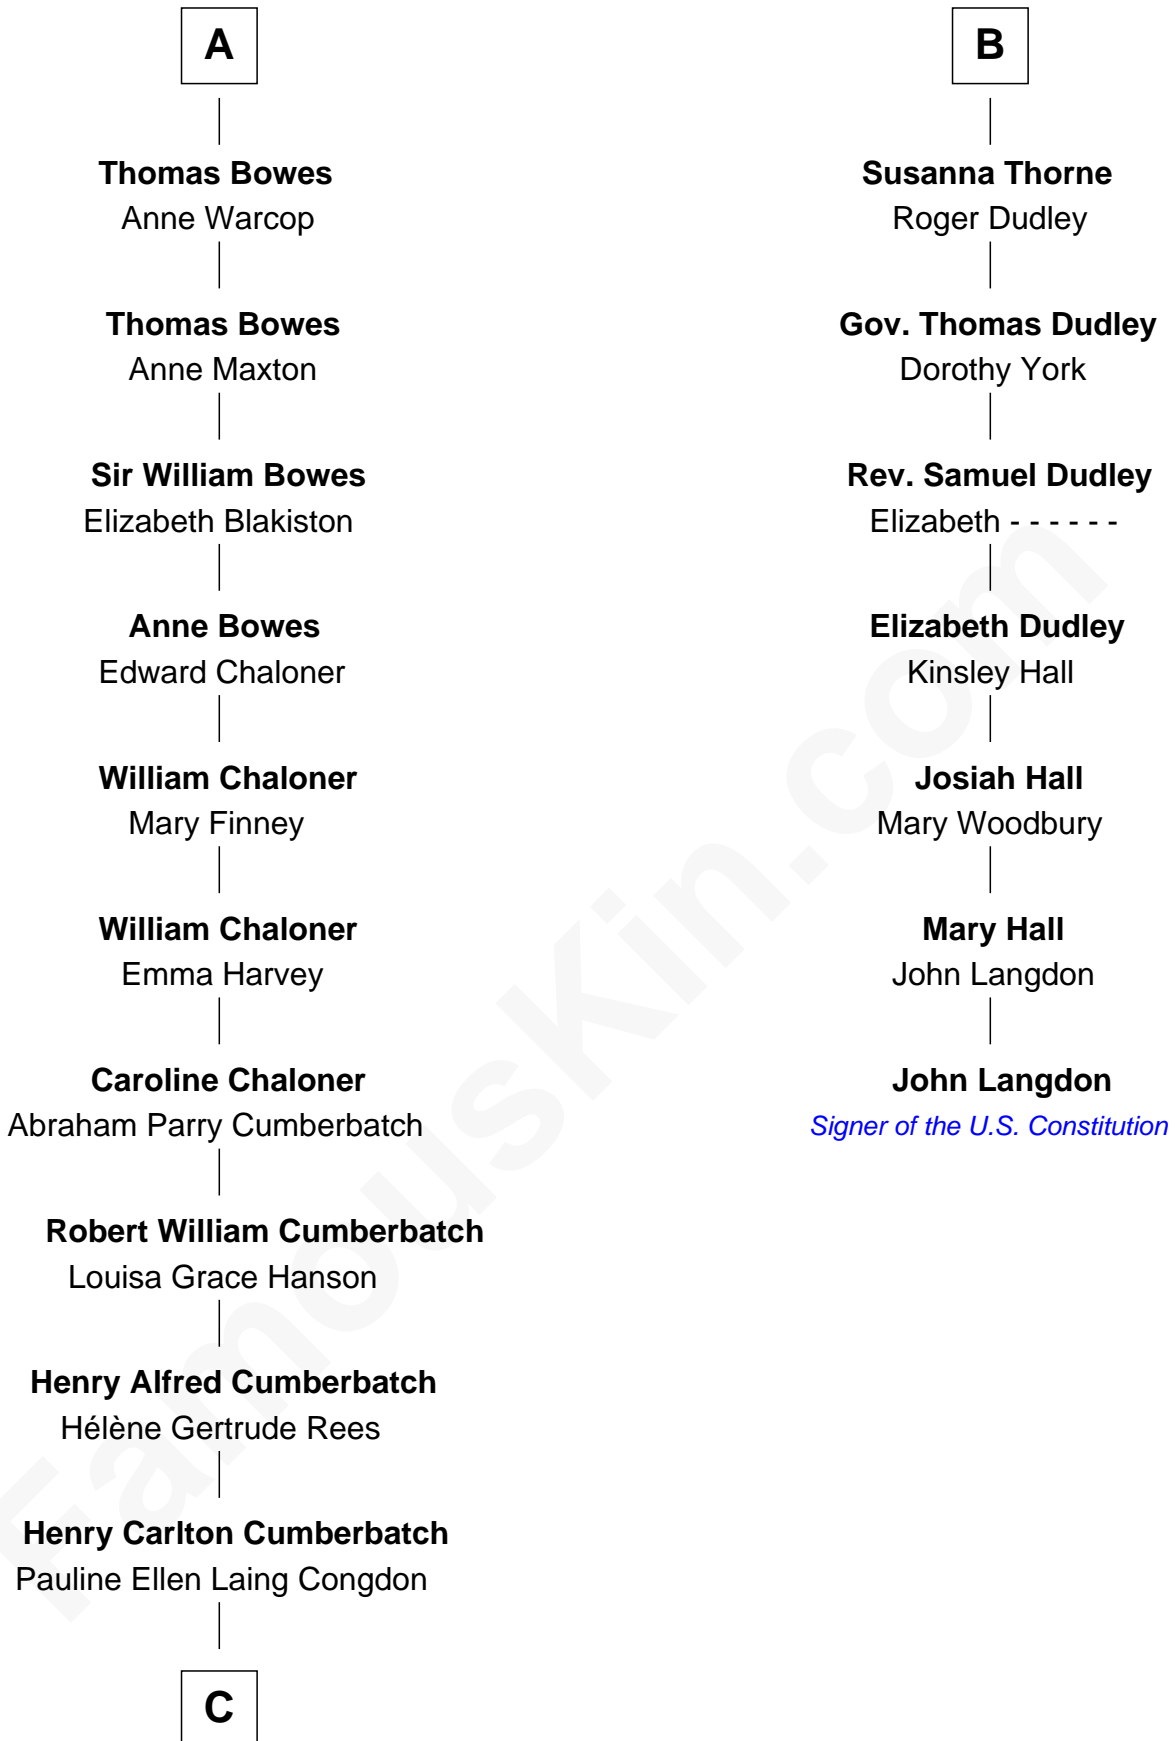 A
Thomas Bowes
Anne Warcop
Thomas Bowes
Anne Maxton
Sir William Bowes
Elizabeth Blakiston
Anne Bowes
Edward Chaloner
William Chaloner
Mary Finney
William Chaloner
Emma Harvey
Caroline Chaloner
Abraham Parry Cumberbatch
Robert William Cumberbatch
Louisa Grace Hanson
Henry Alfred Cumberbatch
Hélène Gertrude Rees
Henry Carlton Cumberbatch
Pauline Ellen Laing Congdon
C
B
Susanna Thorne
Roger Dudley
Gov. Thomas Dudley
Dorothy York
Rev. Samuel Dudley
Elizabeth - - - - - -
Elizabeth Dudley
Kinsley Hall
Josiah Hall
Mary Woodbury
Mary Hall
John Langdon
John Langdon
Signer of the U.S. Constitution
FamousKin.com